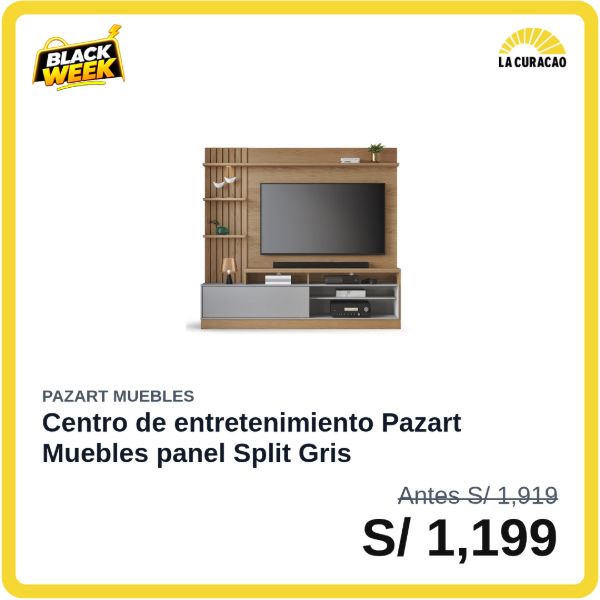 BLACK
WEEK
LA CURACAO
PAZART MUEBLES
Centro de entretenimiento Pazart
Muebles panel Split Gris
Antes S/ 1,919
S/ 1,199